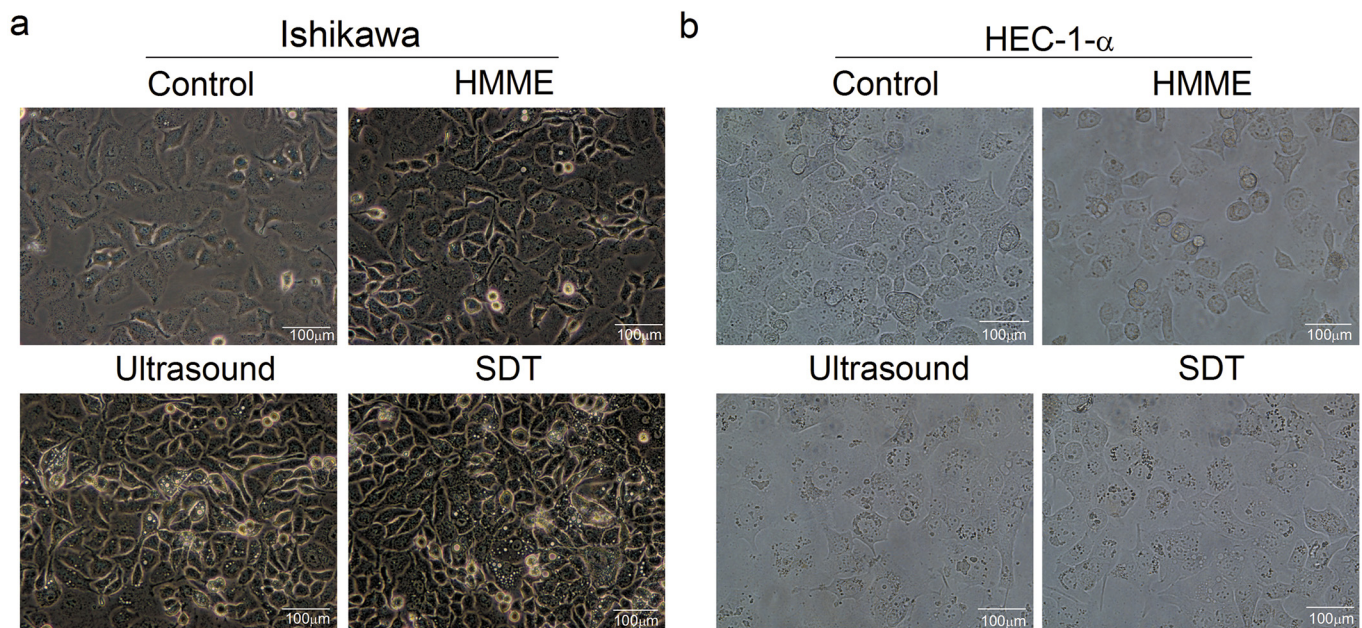 a
Ishikawa
Control HMME
100μm 100μm
Ultrasound SDT
100μm 100μm
b
HEC-1-α
Control HMME
100μm 100μm
Ultrasound SDT
100μm 100μm